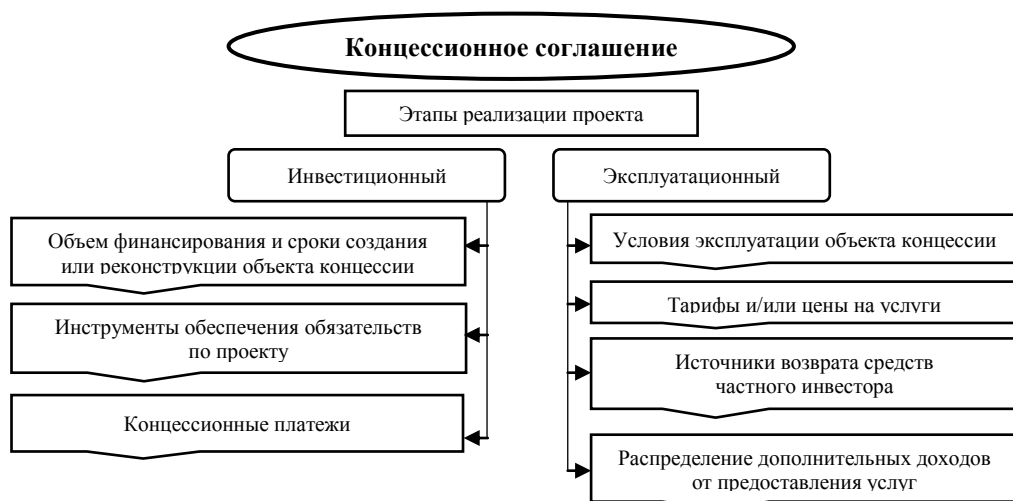 Концессионное соглашение
Этапы реализации проекта
Инвестиционный
Объем финансирования и сроки создания
или реконструкции объекта концессии
Инструменты обеспечения обязательств
по проекту
Концессионные платежи
Эксплуатационный
Условия эксплуатации объекта концессии
Тарифы и/или цены на услуги
Источники возврата средств
частного инвестора
Распределение дополнительных доходов
от предоставления услуг